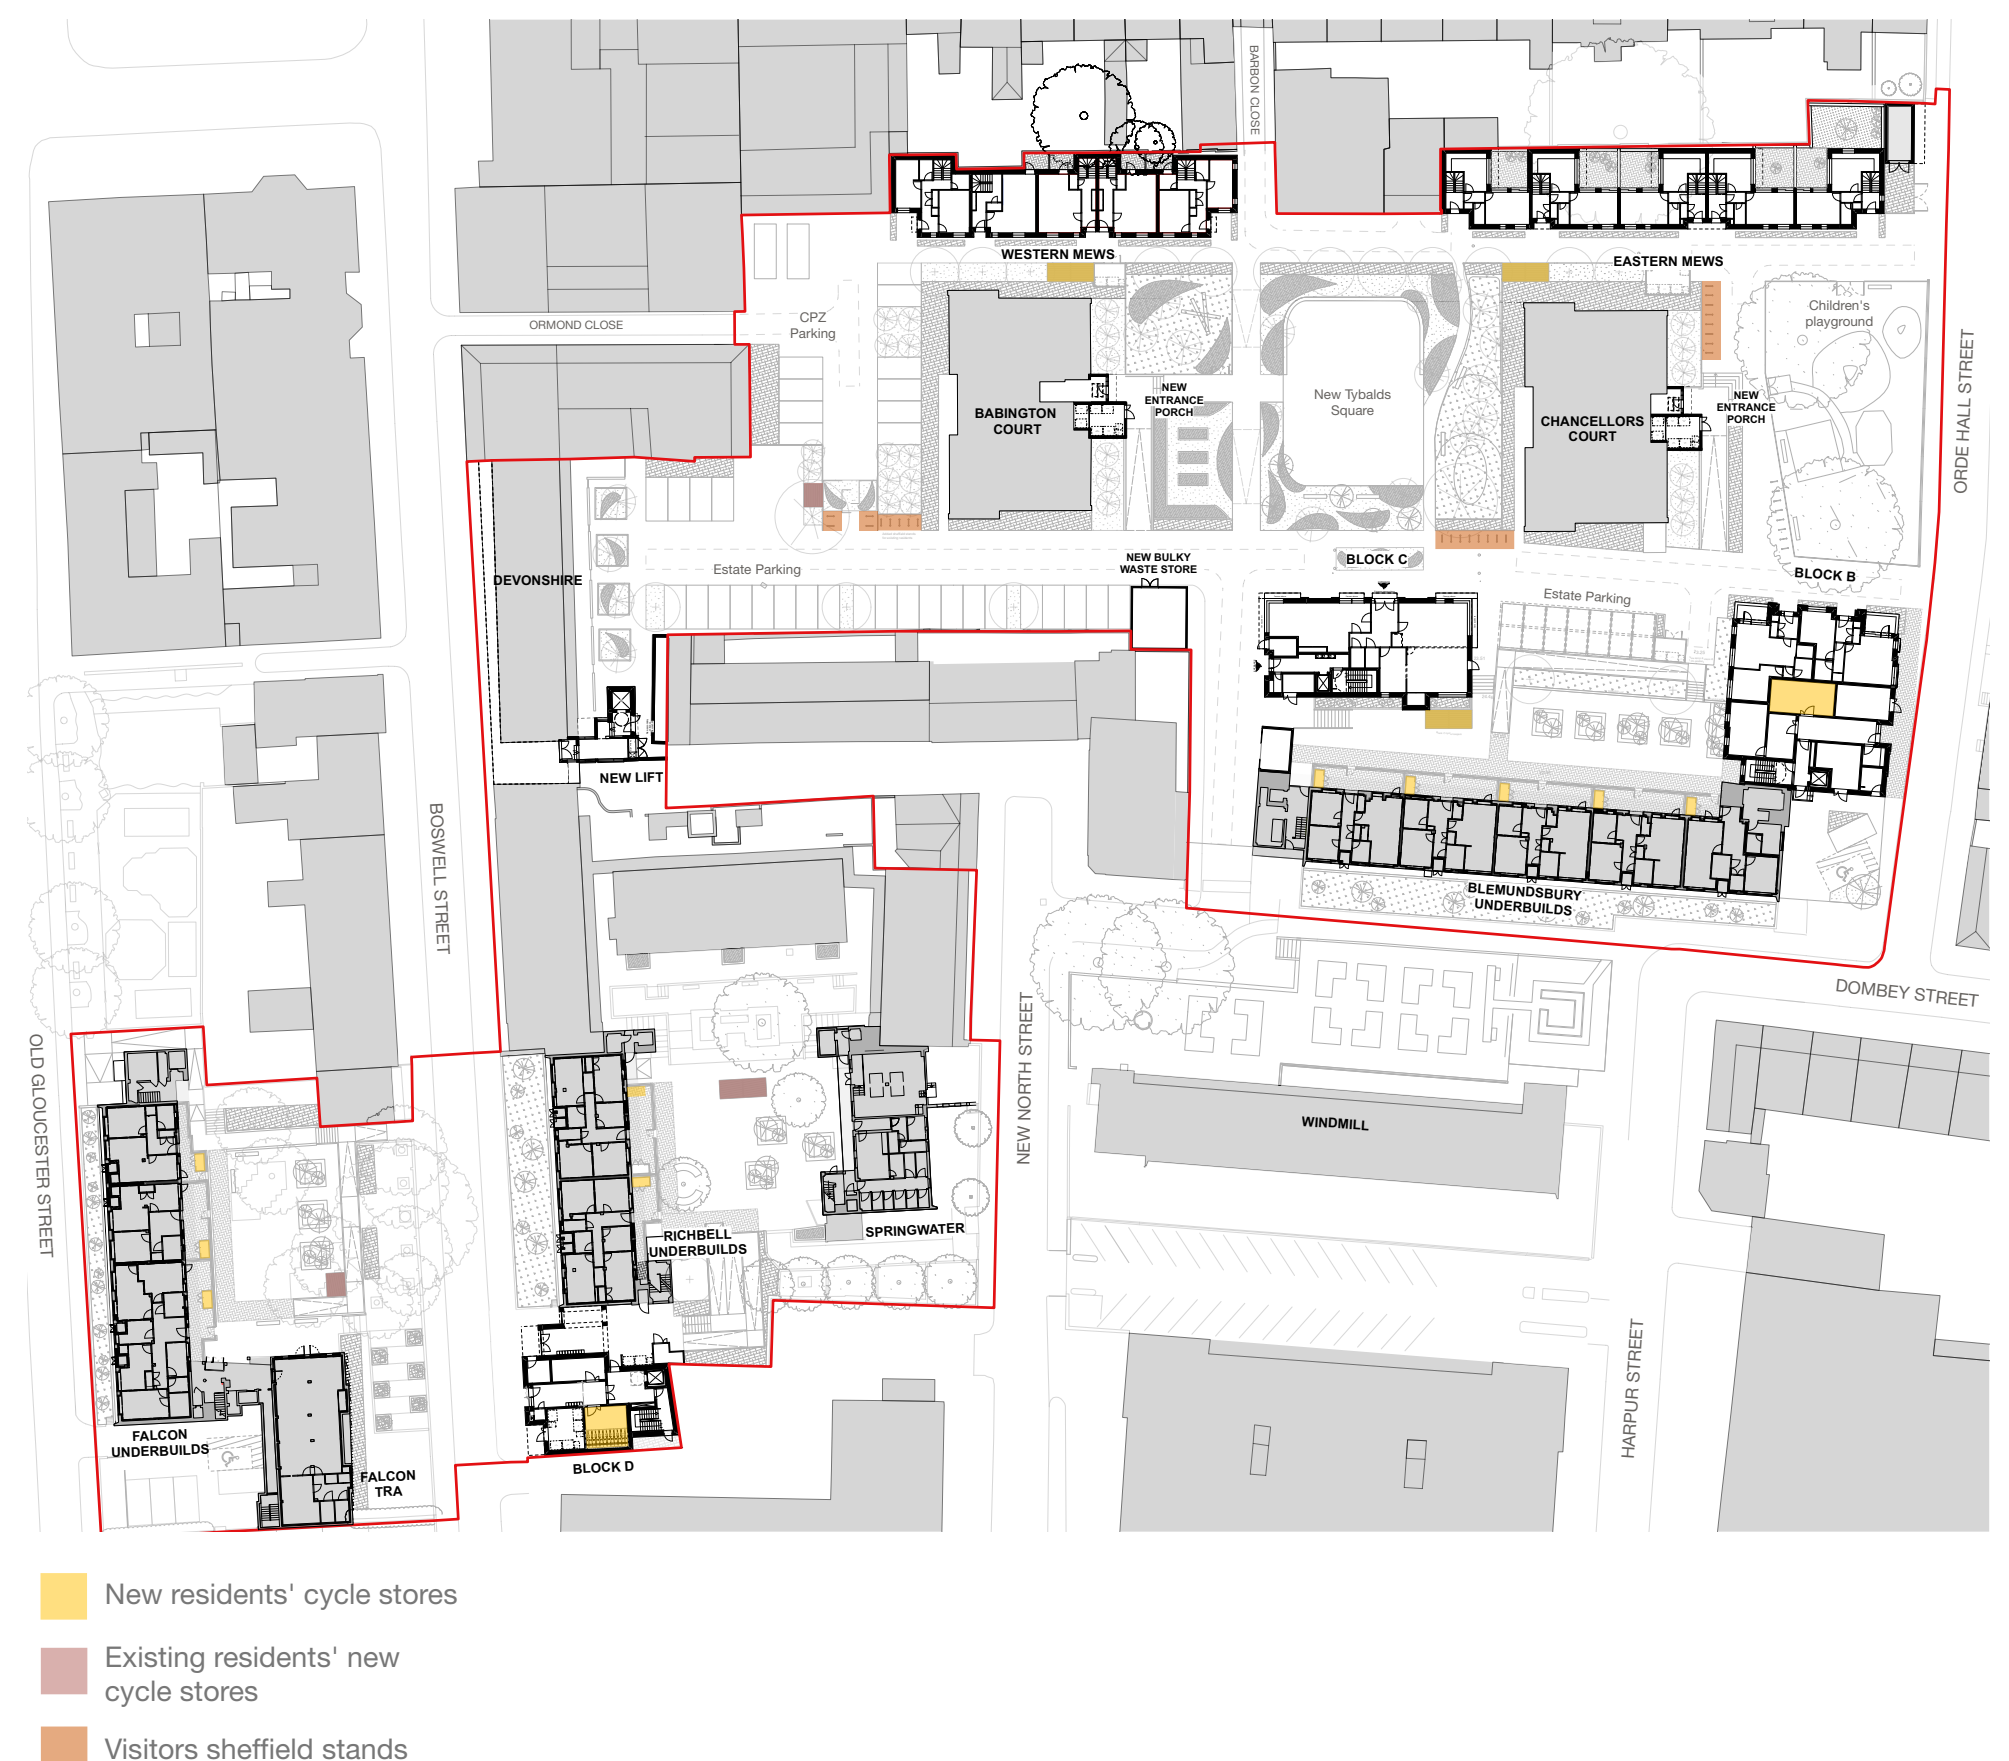 BARBON CLOSE
WESTERN MEWS
EASTERN MEWS
ORMOND CLOSE
CPZ
Parking
Children's
playground
ORDE HALL STREET
BABINGTON
COURT
NEW
ENTRANCE
PORCH
New Tybalds
Square
CHANCELLORS
COURT
NEW
ENTRANCE
PORCH
DEVONSHIRE
Estate Parking
NEW BULKY
WASTE STORE
BLOCK C
BLOCK B
Estate Parking
NEW LIFT
BOSWELL STREET
BLEMUNDSBURY
UNDERBUILDS
DOMBEY STREET
OLD GLOUCESTER STREET
NEW NORTH STREET
WINDMILL
RICHBELL
UNDERBUILDS
SPRINGWATER
HARPUR STREET
FALCON
UNDERBUILDS
FALCON
TRA
BLOCK D
New residents' cycle stores
Existing residents' new
cycle stores
Visitors sheffield stands